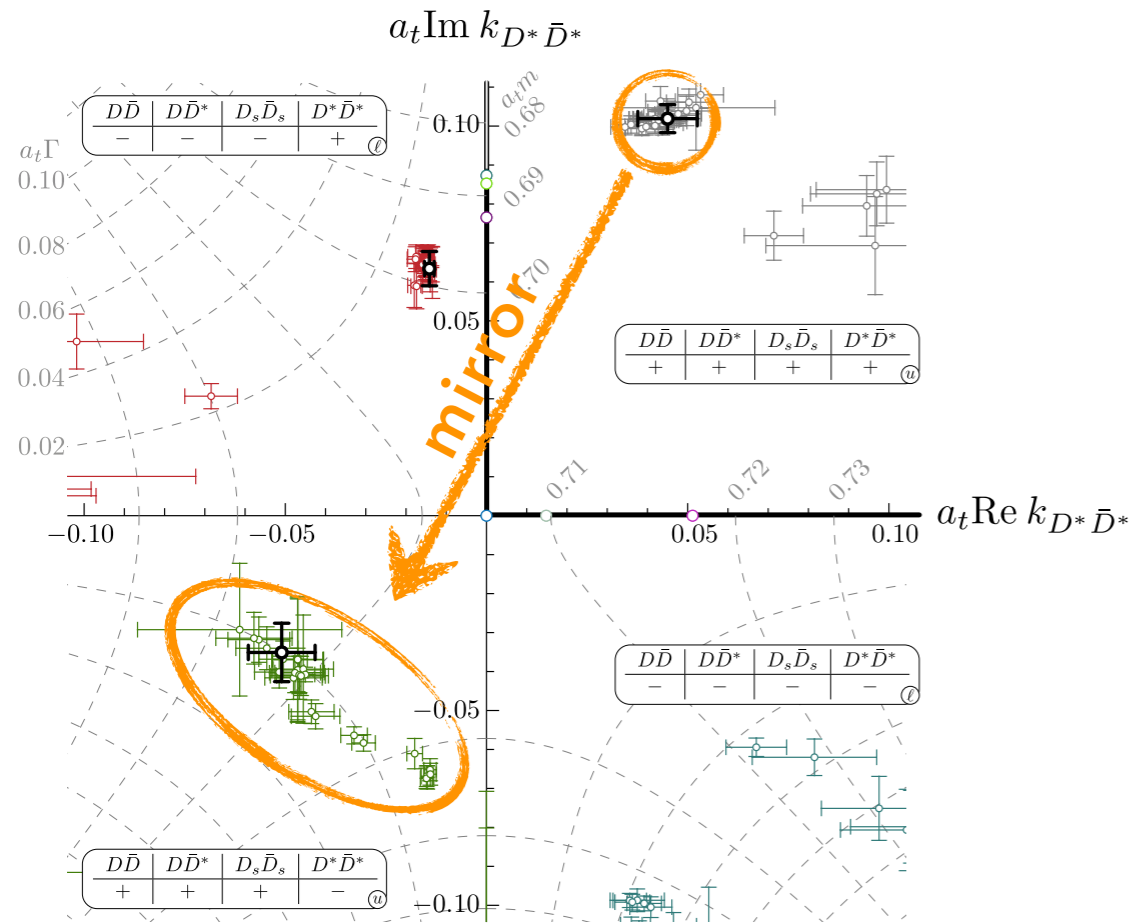 a_t Im k_{D* D̄*}
DD̄ | DD̄* | D_sD̄_s | D*D̄*
− | − | − | + ℓ
a_t m
0.68
0.69
0.70
a_t Γ
0.10
0.08
0.06
0.04
0.02
0.10
0.05
mirror
DD̄ | DD̄* | D_sD̄_s | D*D̄*
+ | + | + | + u
0.71
0.72
0.73
−0.10
−0.05
0.05
0.10
a_t Re k_{D* D̄*}
DD̄ | DD̄* | D_sD̄_s | D*D̄*
− | − | − | − ℓ
−0.05
DD̄ | DD̄* | D_sD̄_s | D*D̄*
+ | + | + | − u
−0.10